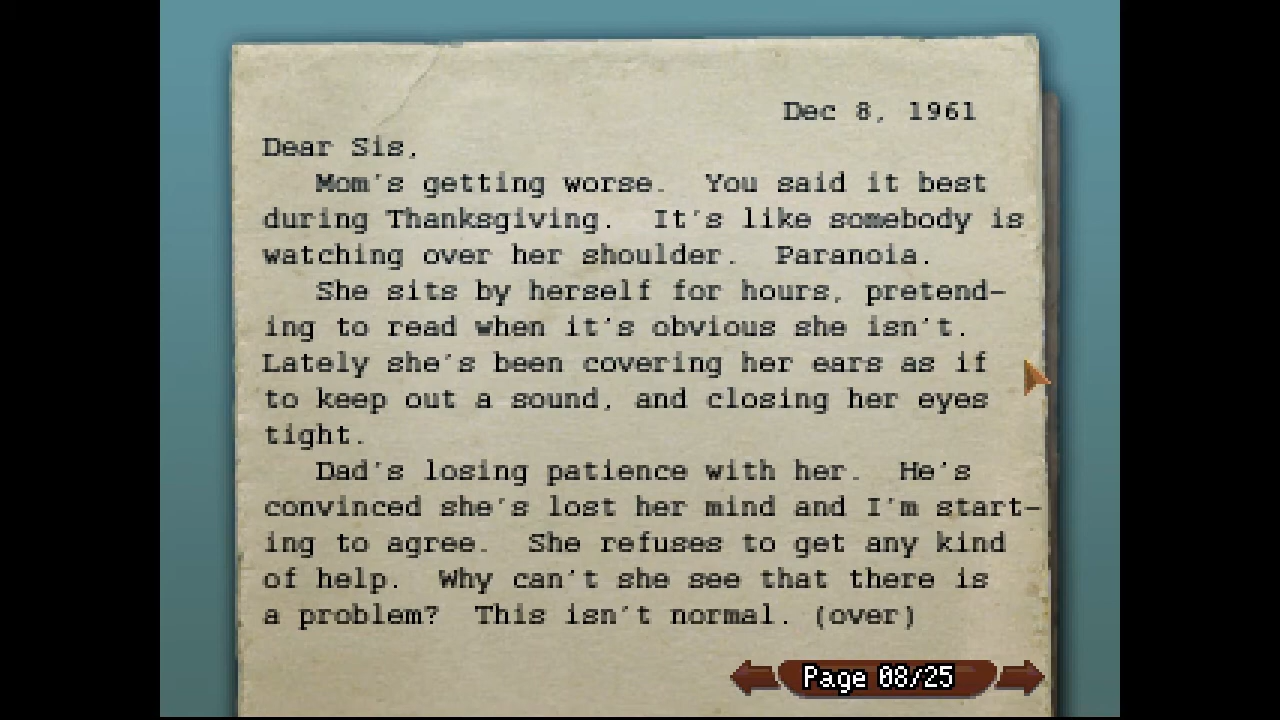 Dec 8, 1961
Dear Sis,
Mom's getting worse. You said it best
during Thanksgiving. It's like somebody is
watching over her shoulder. Paranoia.
She sits by herself for hours, pretend-
ing to read when it's obvious she isn't.
Lately she's been covering her ears as if
to keep out a sound, and closing her eyes
tight.
Dad's losing patience with her. He's
convinced she's lost her mind and I'm start-
ing to agree. She refuses to get any kind
of help. Why can't she see that there is
a problem? This isn't normal. (over)
Page 08/25